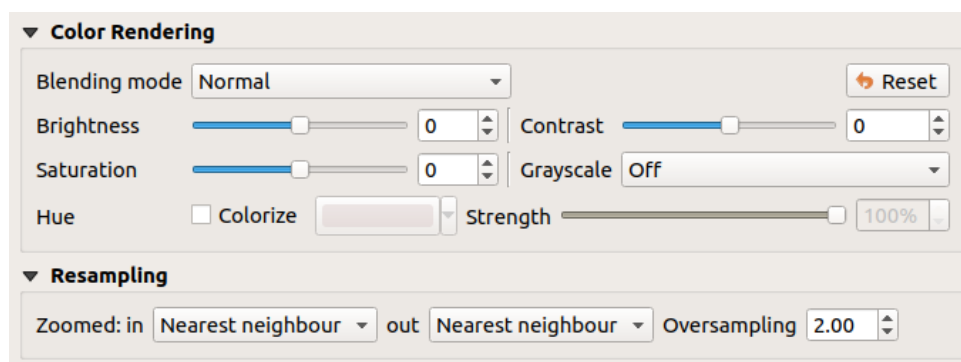 Color Rendering
Blending mode Normal Reset
Brightness 0 Contrast 0
Saturation 0 Grayscale Off
Hue Colorize Strength 100%
Resampling
Zoomed: in Nearest neighbour out Nearest neighbour Oversampling 2.00